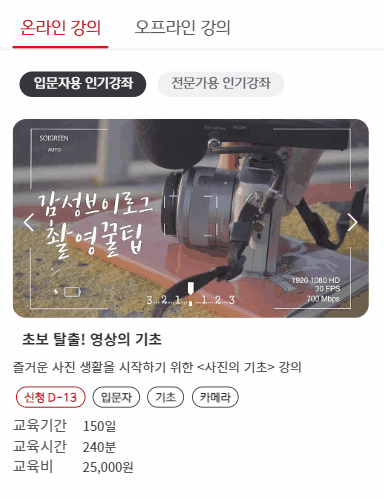 온라인 강의 오프라인 강의
입문자용 인기강좌 전문가용 인기강좌
SOIGREEN
AUTO
감성브이로그
촬영꿀팁
3...2...1... ...1...2...3
1920 1080 HD
30 FPS
700 Mbps
초보 탈출! 영상의 기초
즐거운 사진 생활을 시작하기 위한 <사진의 기초> 강의
신청 D-13 입문자 기초 카메라
교육기간 150일
교육시간 240분
교육비 25,000원